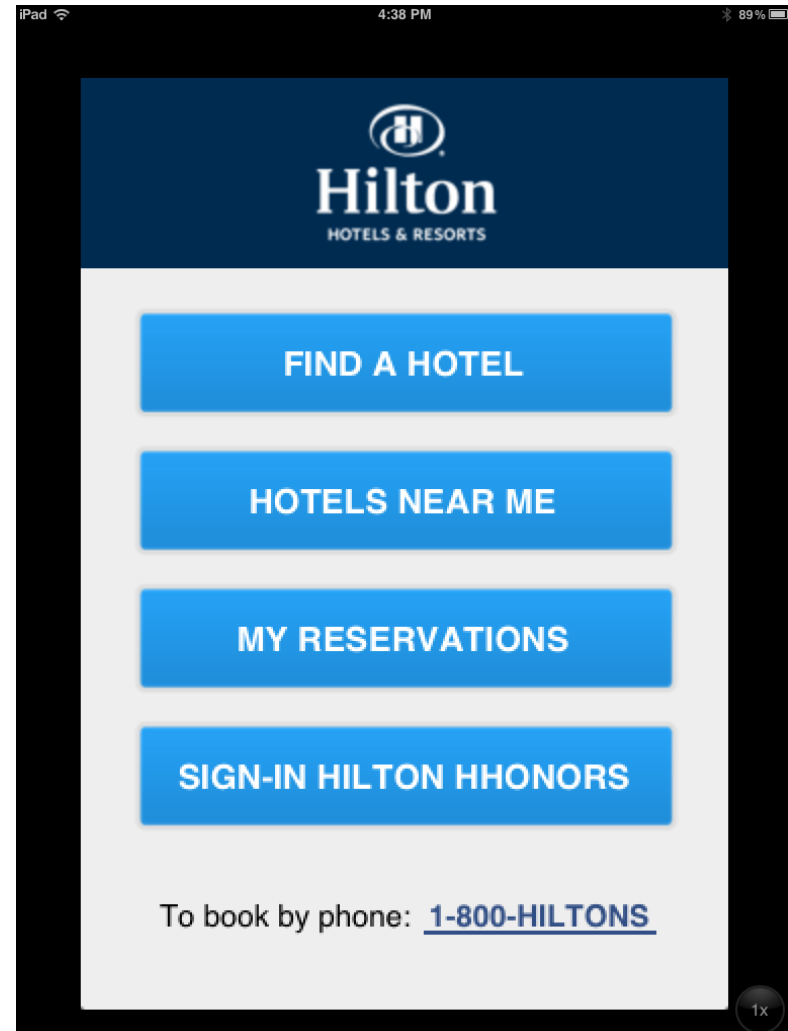 iPad 4:38 PM 89%
H
Hilton
HOTELS & RESORTS
FIND A HOTEL
HOTELS NEAR ME
MY RESERVATIONS
SIGN-IN HILTON HHONORS
To book by phone: 1-800-HILTONS
1x